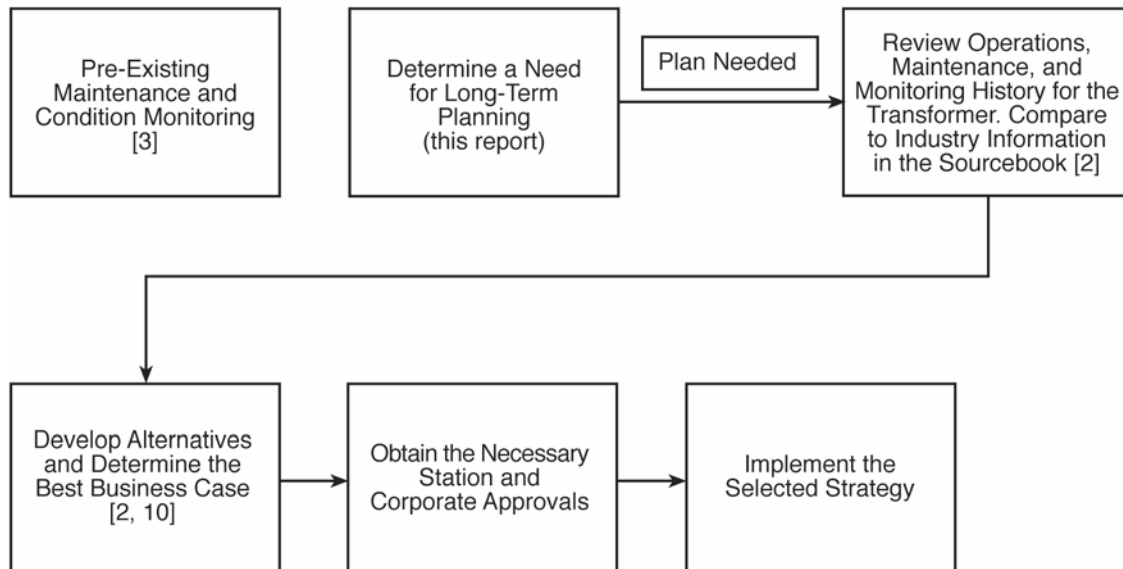 Pre-Existing
Maintenance and
Condition Monitoring
[3]
Determine a Need
for Long-Term
Planning
(this report)
Plan Needed
Review Operations,
Maintenance, and
Monitoring History for the
Transformer. Compare
to Industry Information
in the Sourcebook [2]
Develop Alternatives
and Determine the
Best Business Case
[2, 10]
Obtain the Necessary
Station and
Corporate Approvals
Implement the
Selected Strategy